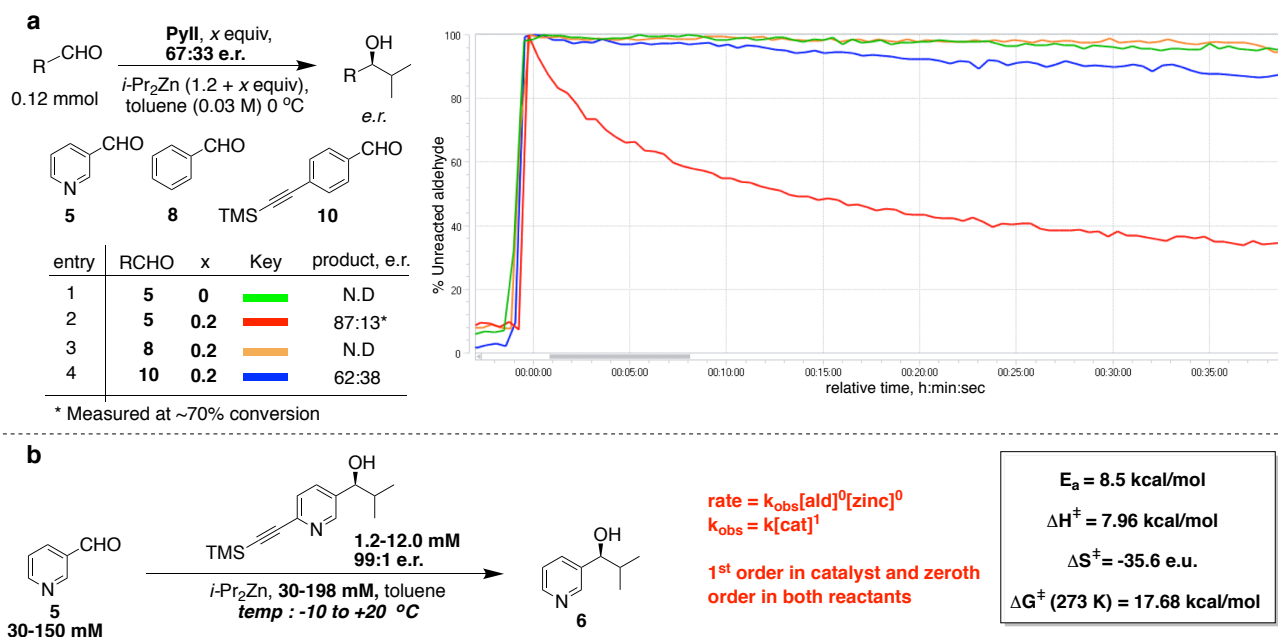 a
R CHO
0.12 mmol
PyII, x equiv,
67:33 e.r.
i-Pr2Zn (1.2 + x equiv),
toluene (0.03 M) 0 °C
OH
R
e.r.
CHO
N
5
CHO
8
CHO
TMS
10
entry RCHO x Key product, e.r.
1 5 0 N.D
2 5 0.2 87:13*
3 8 0.2 N.D
4 10 0.2 62:38
* Measured at ~70% conversion
% Unreacted aldehyde
100
80
60
40
20
0
00:00:00 00:05:00 00:10:00 00:15:00 00:20:00 00:25:00 00:30:00 00:35:00
relative time, h:min:sec
b
CHO
N
5
30-150 mM
OH
N
TMS
1.2-12.0 mM
99:1 e.r.
i-Pr2Zn, 30-198 mM, toluene
temp : -10 to +20 °C
OH
N
6
rate = kobs[ald]0[zinc]0
kobs = k[cat]1
1st order in catalyst and zeroth
order in both reactants
Ea = 8.5 kcal/mol
ΔH‡ = 7.96 kcal/mol
ΔS‡= -35.6 e.u.
ΔG‡ (273 K) = 17.68 kcal/mol